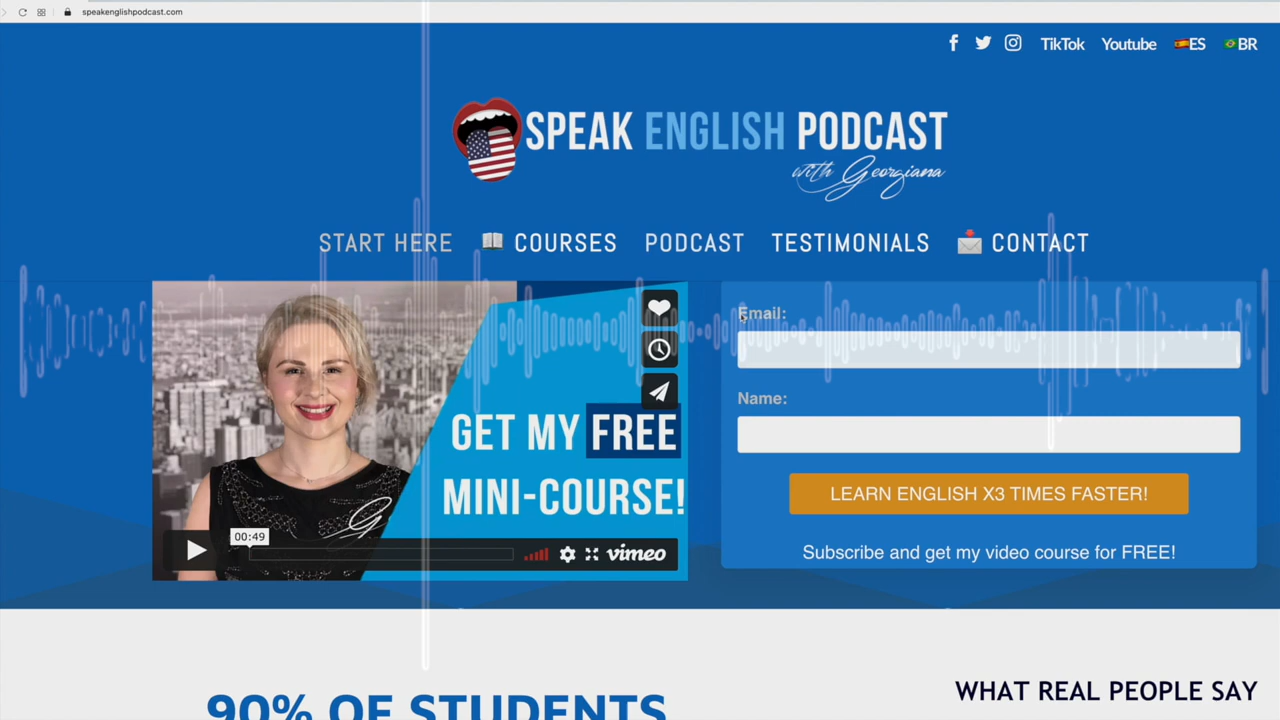 speakenglishpodcast.com
TikTok Youtube ES BR
SPEAK ENGLISH PODCAST
with Georgiana
START HERE COURSES PODCAST TESTIMONIALS CONTACT
GET MY FREE
MINI-COURSE!
G
00:49
vimeo
Email:
Name:
LEARN ENGLISH X3 TIMES FASTER!
Subscribe and get my video course for FREE!
90% OF STUDENTS
WHAT REAL PEOPLE SAY